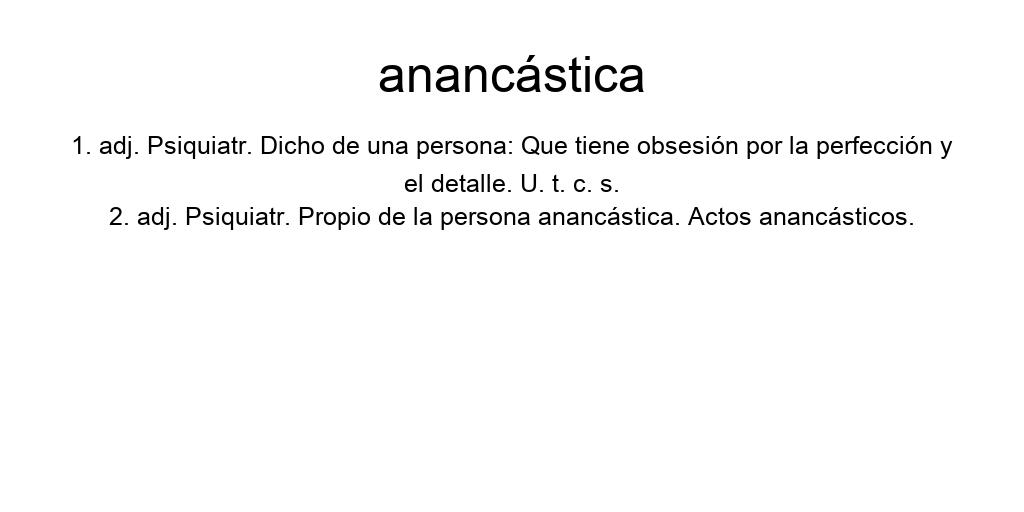 anancástica
1. adj. Psiquiatr. Dicho de una persona: Que tiene obsesión por la perfección y
el detalle. U. t. c. s.
2. adj. Psiquiatr. Propio de la persona anancástica. Actos anancásticos.